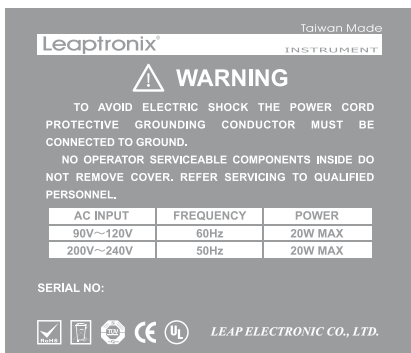 Taiwan Made
Leaptronix®
INSTRUMENT
WARNING
TO AVOID ELECTRIC SHOCK THE POWER CORD
PROTECTIVE GROUNDING CONDUCTOR MUST BE
CONNECTED TO GROUND.
NO OPERATOR SERVICEABLE COMPONENTS INSIDE DO
NOT REMOVE COVER. REFER SERVICING TO QUALIFIED
PERSONNEL.
AC INPUT FREQUENCY POWER
90V～120V 60Hz 20W MAX
200V～240V 50Hz 20W MAX
SERIAL NO:
RoHS TÜV CE UL LEAP ELECTRONIC CO., LTD.